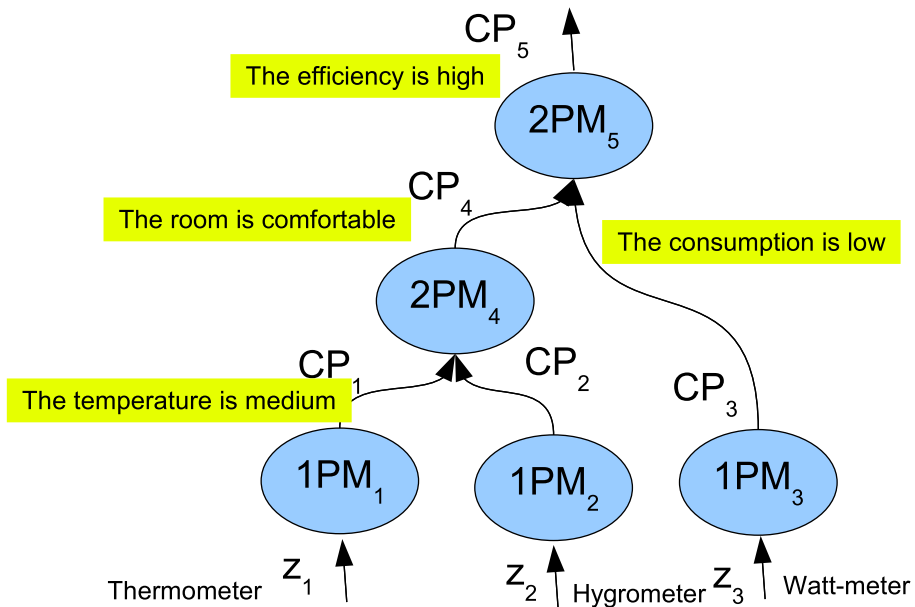 CP5
The efficiency is high
2PM5
CP4
The room is comfortable
The consumption is low
2PM4
CP1
CP2
The temperature is medium
CP3
1PM1
1PM2
1PM3
z1
z2
z3
Thermometer
Hygrometer
Watt-meter